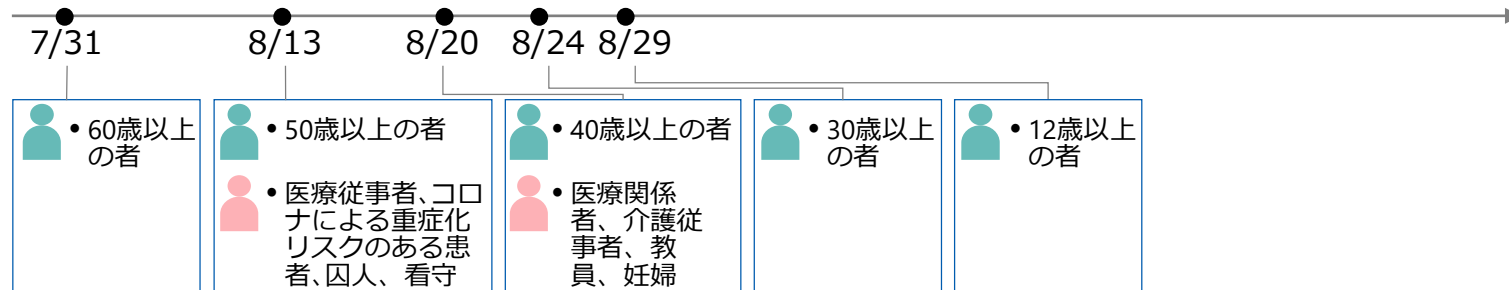 7/31
8/13
8/20
8/24
8/29
• 60歳以上
の者
• 50歳以上の者
• 医療従事者、コロ
ナによる重症化
リスクのある患
者、囚人、看守
• 40歳以上の者
• 医療関係
者、介護従
事者、教
員、妊婦
• 30歳以上
の者
• 12歳以上
の者